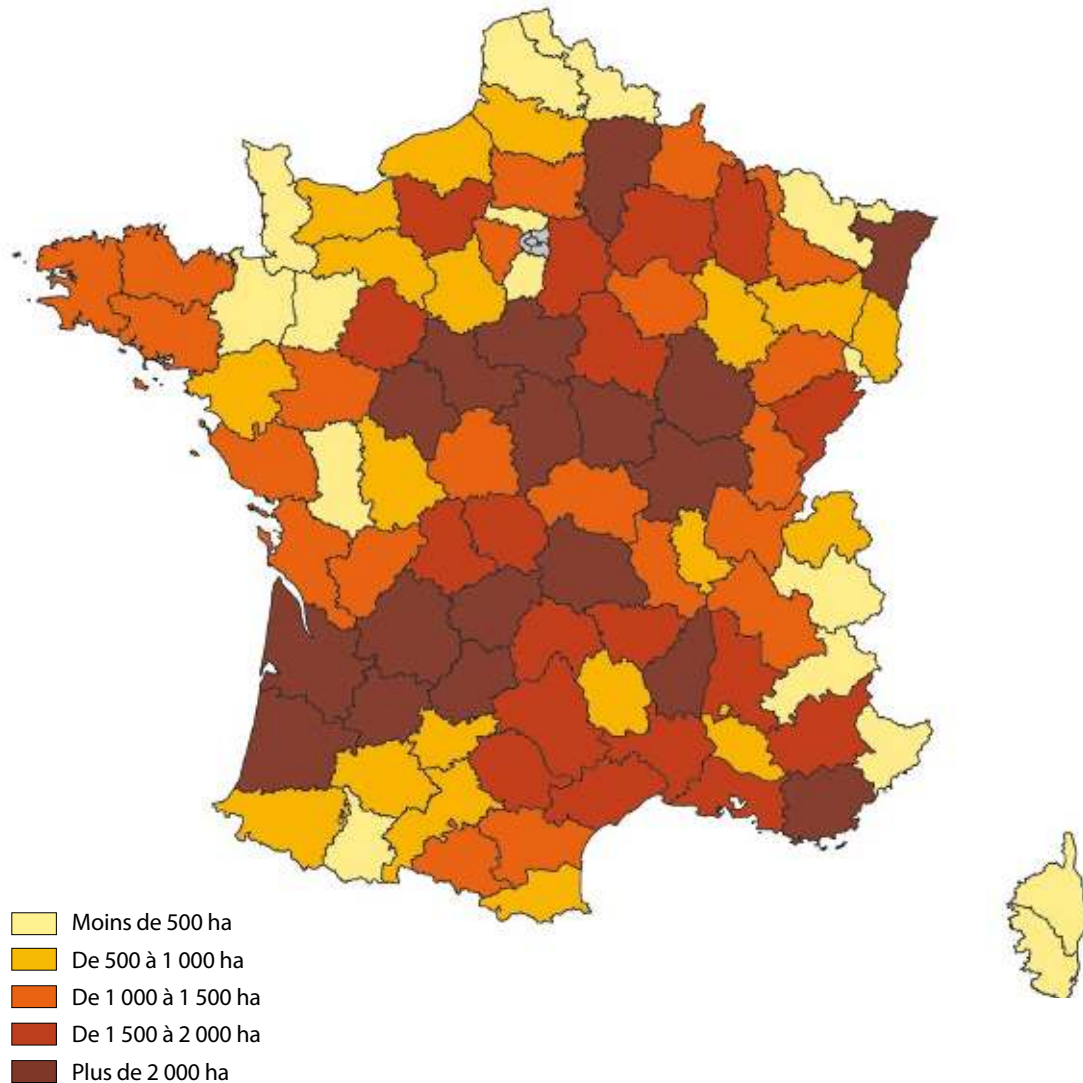 Moins de 500 ha
De 500 à 1 000 ha
De 1 000 à 1 500 ha
De 1 500 à 2 000 ha
Plus de 2 000 ha